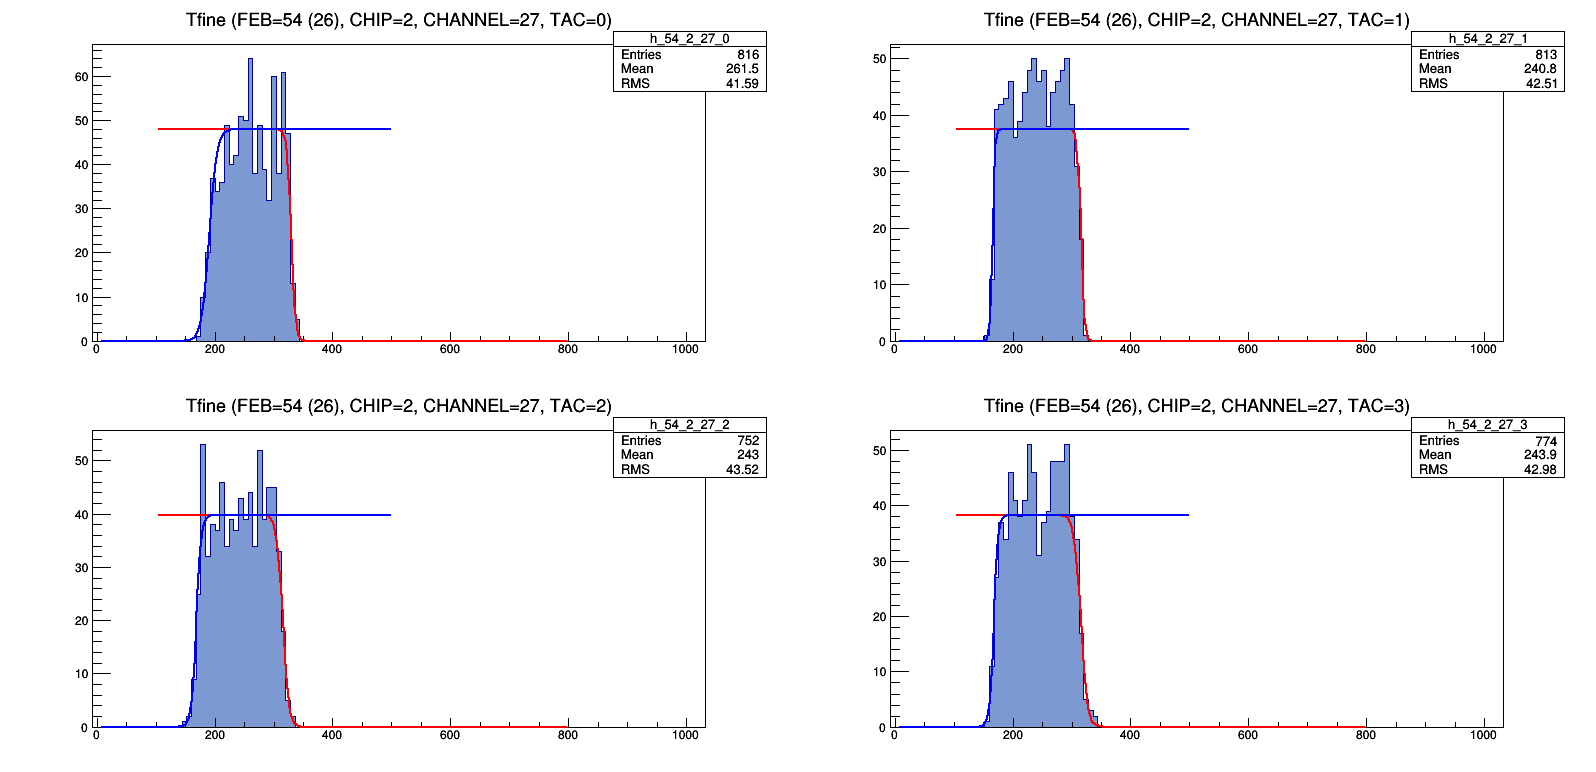 Tfine (FEB=54 (26), CHIP=2, CHANNEL=27, TAC=0)
h_54_2_27_0
Entries 816
Mean 261.5
RMS 41.59
60
50
40
30
20
10
0
0 200 400 600 800 1000
Tfine (FEB=54 (26), CHIP=2, CHANNEL=27, TAC=1)
h_54_2_27_1
Entries 813
Mean 240.8
RMS 42.51
50
40
30
20
10
0
0 200 400 600 800 1000
Tfine (FEB=54 (26), CHIP=2, CHANNEL=27, TAC=2)
h_54_2_27_2
Entries 752
Mean 243
RMS 43.52
50
40
30
20
10
0
0 200 400 600 800 1000
Tfine (FEB=54 (26), CHIP=2, CHANNEL=27, TAC=3)
h_54_2_27_3
Entries 774
Mean 243.9
RMS 42.98
50
40
30
20
10
0
0 200 400 600 800 1000